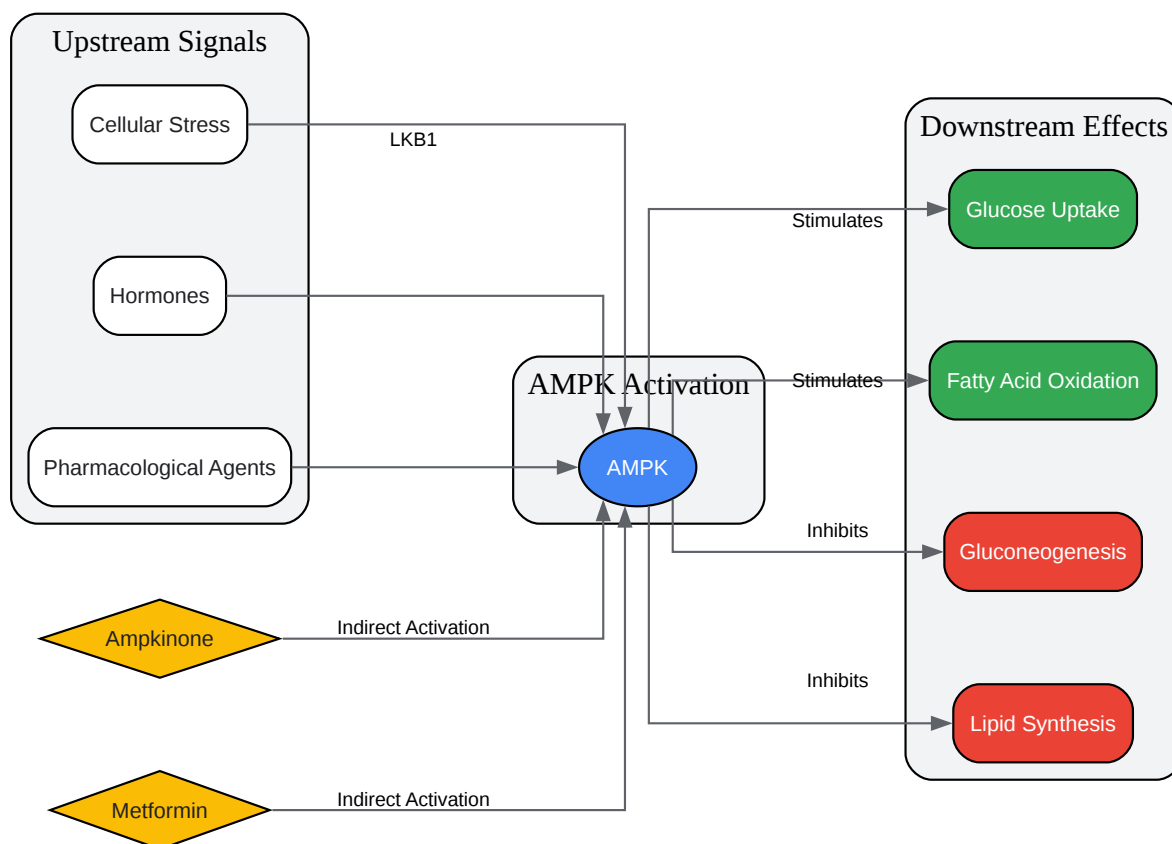 Upstream Signals
Cellular Stress
LKB1
Hormones
Pharmacological Agents
Ampkinone
Indirect Activation
Metformin
Indirect Activation
AMPK Activation
AMPK
Stimulates
Stimulates
Inhibits
Inhibits
Downstream Effects
Glucose Uptake
Fatty Acid Oxidation
Gluconeogenesis
Lipid Synthesis